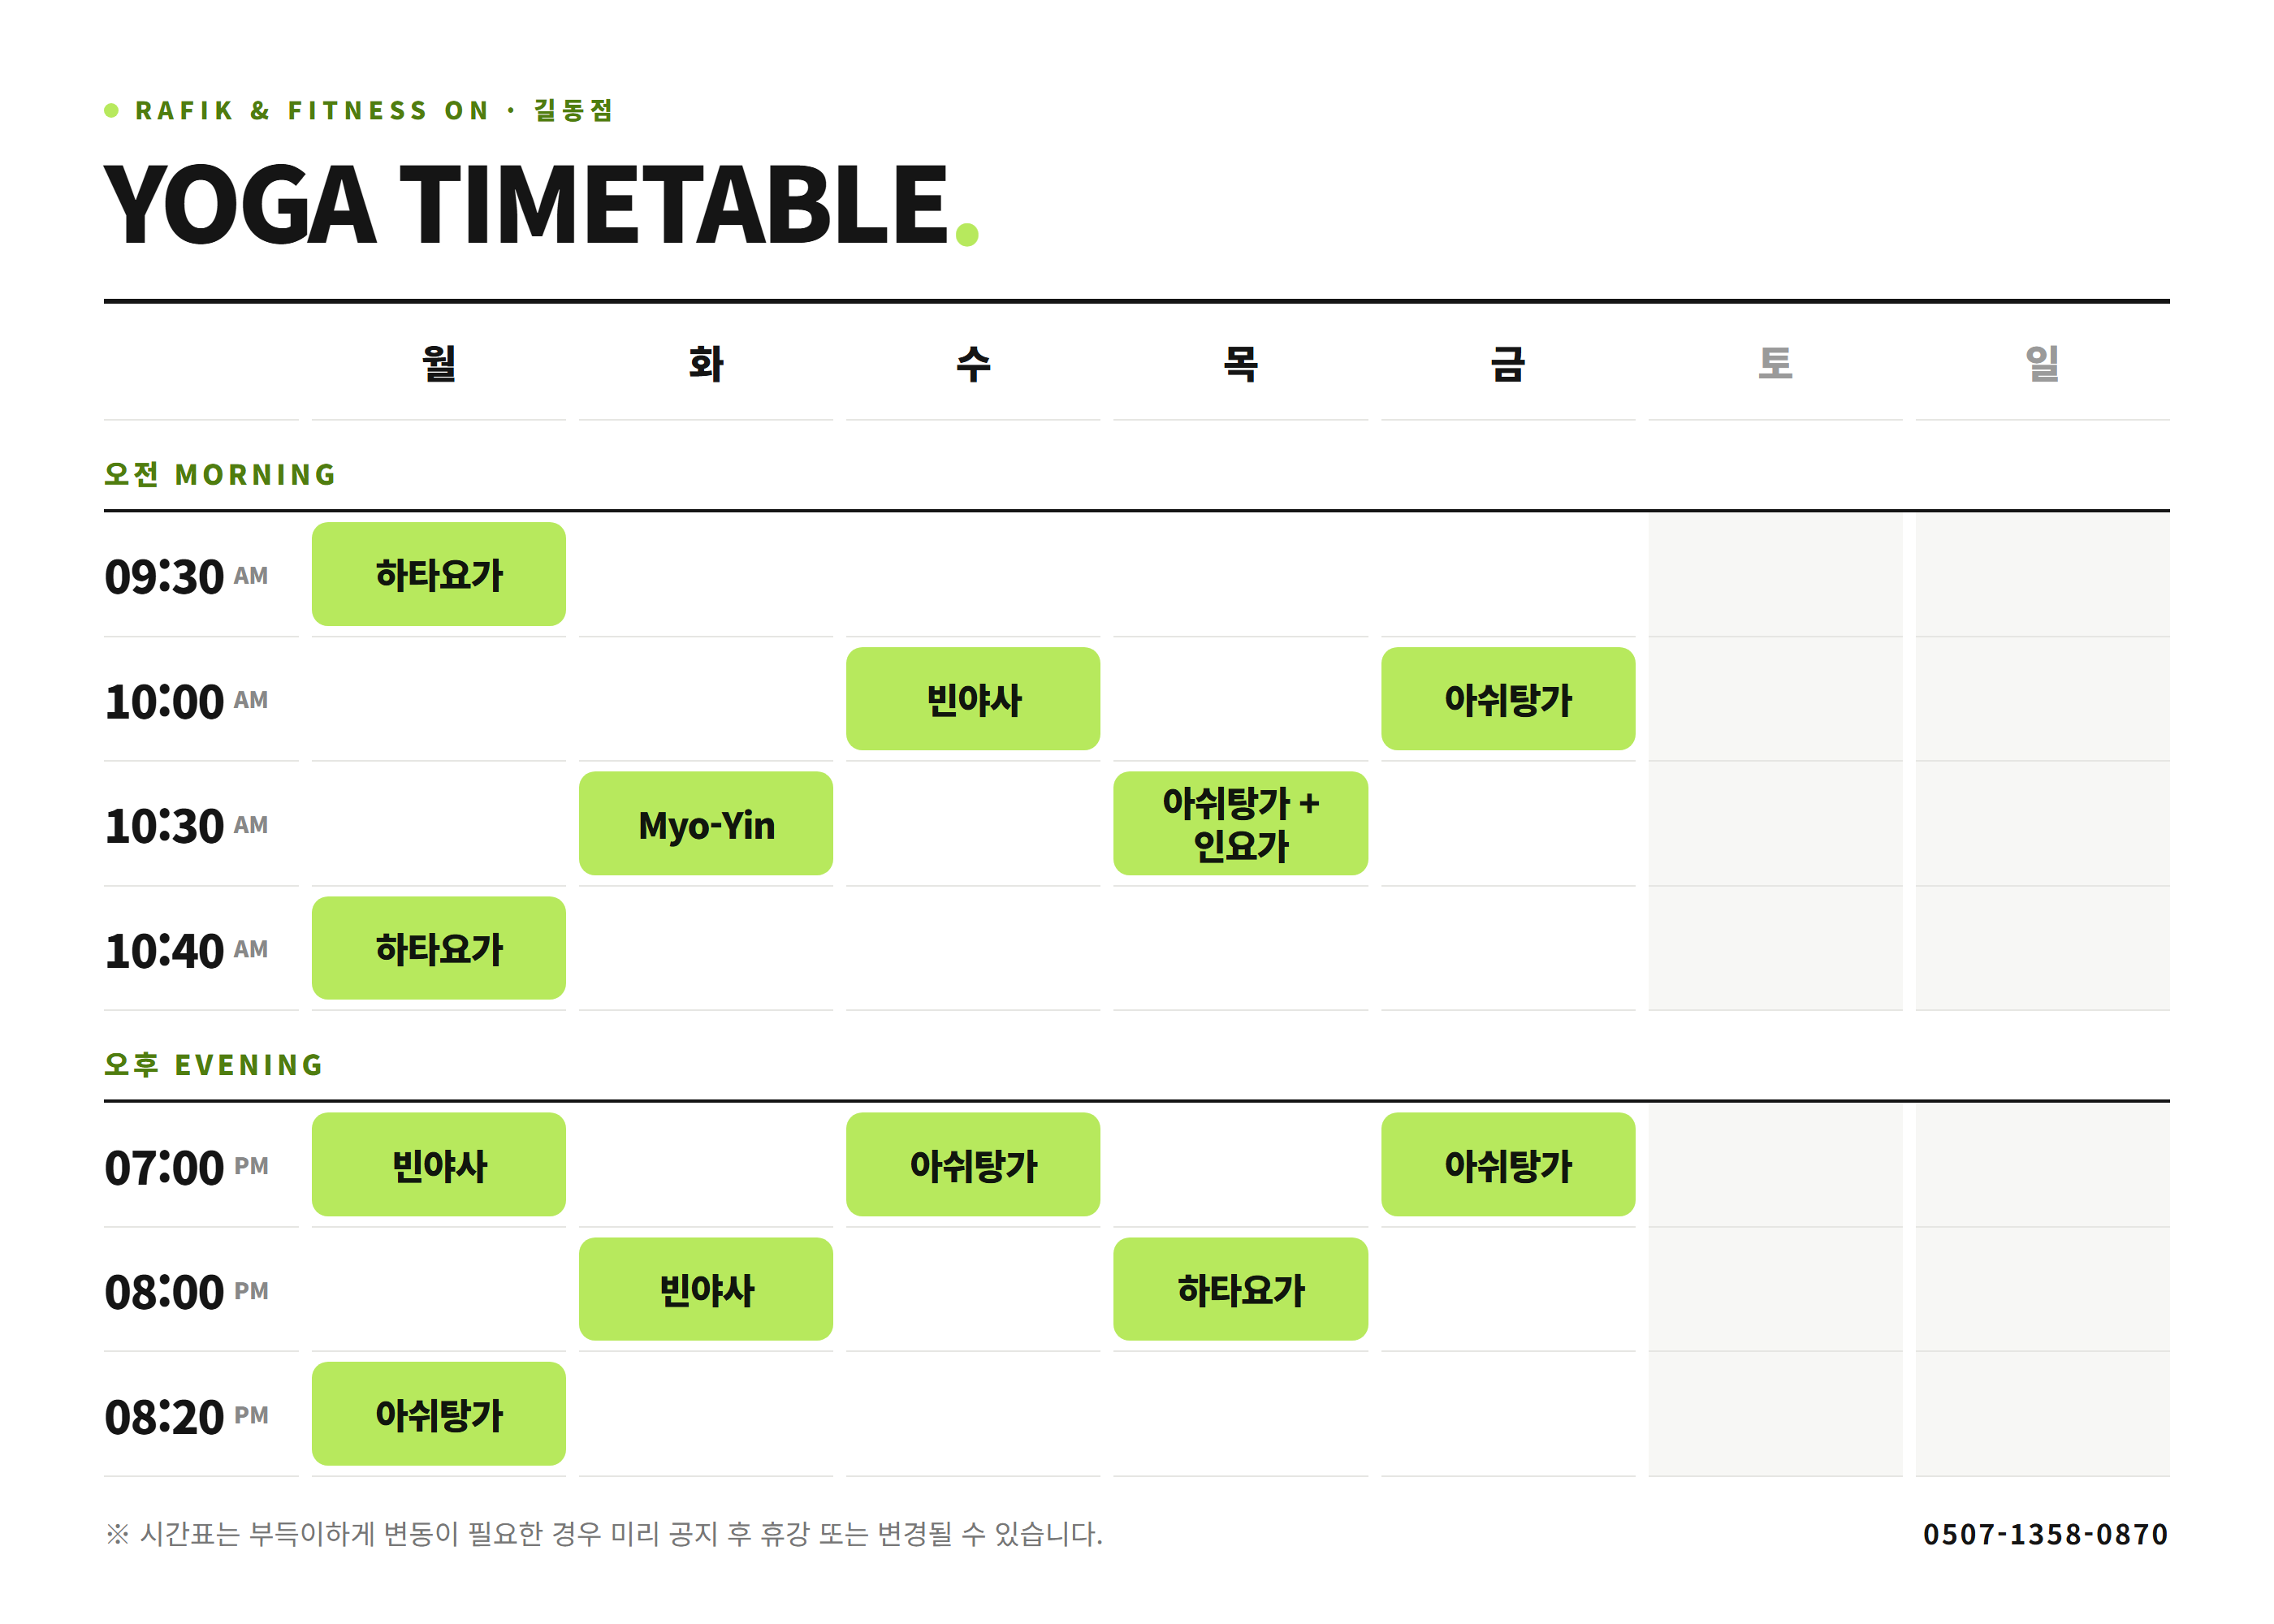 RAFIK & FITNESS ON · 길동점
YOGA TIMETABLE.
월 화 수 목 금 토 일
오전 MORNING
09:30 AM 하타요가
10:00 AM 빈야사 아쉬탕가
10:30 AM Myo-Yin 아쉬탕가 +
인요가
10:40 AM 하타요가
오후 EVENING
07:00 PM 빈야사 아쉬탕가 아쉬탕가
08:00 PM 빈야사 하타요가
08:20 PM 아쉬탕가
※ 시간표는 부득이하게 변동이 필요한 경우 미리 공지 후 휴강 또는 변경될 수 있습니다. 0507-1358-0870